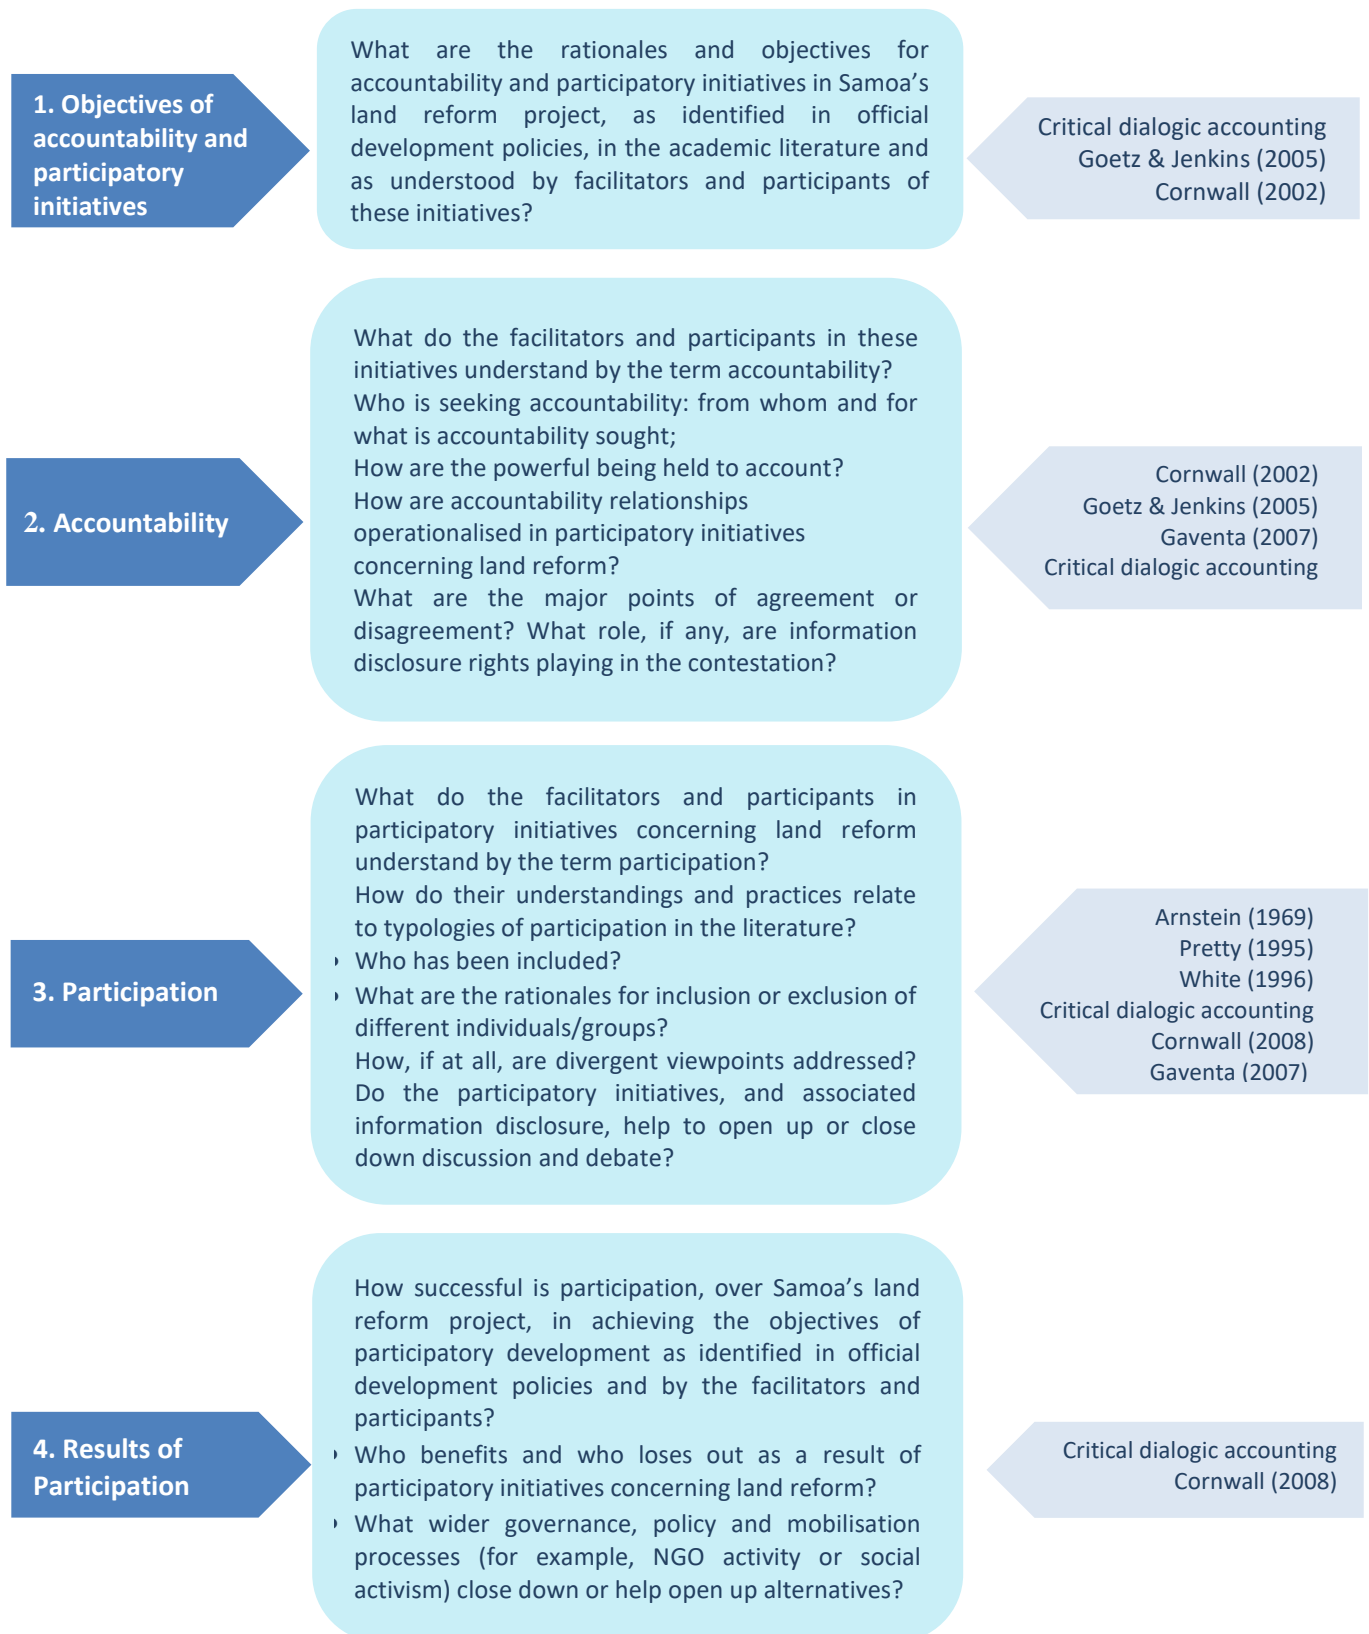 1. Objectives of
accountability and
participatory
initiatives
What are the rationales and objectives for
accountability and participatory initiatives in Samoa’s
land reform project, as identified in official
development policies, in the academic literature and
as understood by facilitators and participants of
these initiatives?
Critical dialogic accounting
Goetz & Jenkins (2005)
Cornwall (2002)
2. Accountability
What do the facilitators and participants in these
initiatives understand by the term accountability?
Who is seeking accountability: from whom and for
what is accountability sought;
How are the powerful being held to account?
How are accountability relationships
operationalised in participatory initiatives
concerning land reform?
What are the major points of agreement or
disagreement? What role, if any, are information
disclosure rights playing in the contestation?
Cornwall (2002)
Goetz & Jenkins (2005)
Gaventa (2007)
Critical dialogic accounting
3. Participation
What do the facilitators and participants in
participatory initiatives concerning land reform
understand by the term participation?
How do their understandings and practices relate
to typologies of participation in the literature?
• Who has been included?
• What are the rationales for inclusion or exclusion of
different individuals/groups?
How, if at all, are divergent viewpoints addressed?
Do the participatory initiatives, and associated
information disclosure, help to open up or close
down discussion and debate?
Arnstein (1969)
Pretty (1995)
White (1996)
Critical dialogic accounting
Cornwall (2008)
Gaventa (2007)
4. Results of
Participation
How successful is participation, over Samoa’s land
reform project, in achieving the objectives of
participatory development as identified in official
development policies and by the facilitators and
participants?
• Who benefits and who loses out as a result of
participatory initiatives concerning land reform?
• What wider governance, policy and mobilisation
processes (for example, NGO activity or social
activism) close down or help open up alternatives?
Critical dialogic accounting
Cornwall (2008)